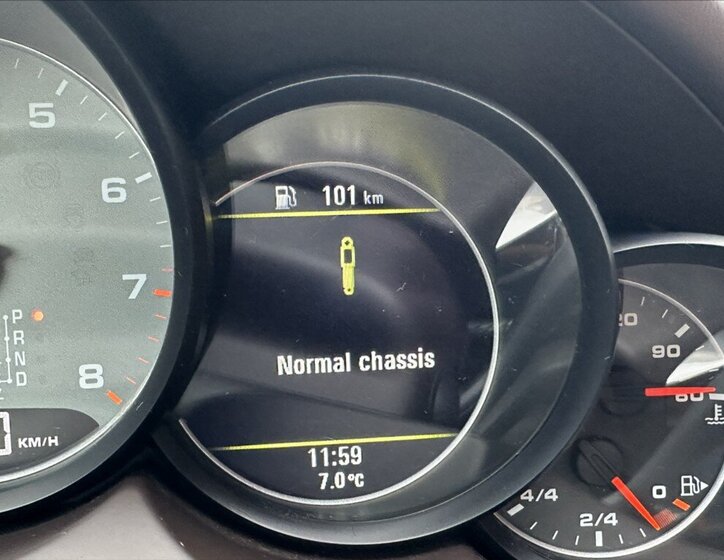 5
6
7
8
P
R
N
D
KM/H
101 km
Normal chassis
11:59
7.0°C
90
60
4/4
2/4
0